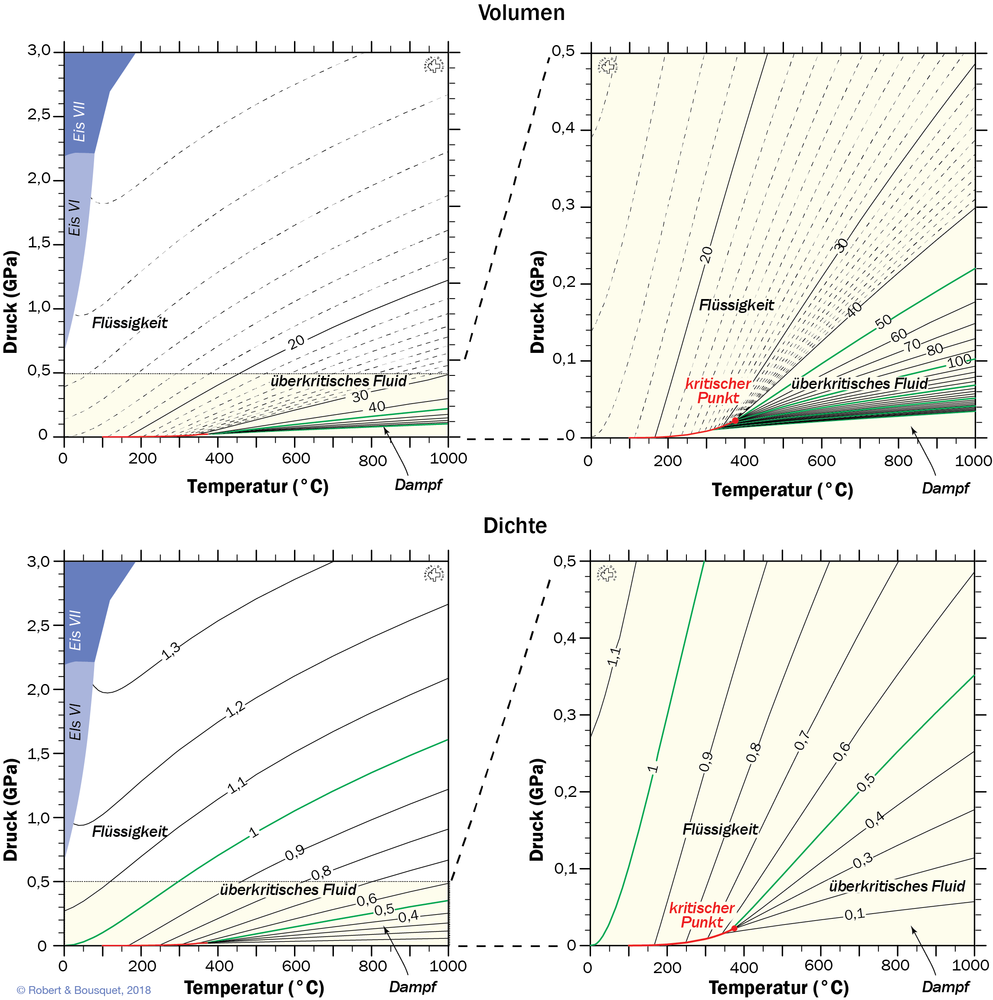 Volumen
3,0
2,5
2,0
1,5
1,0
0,5
0
Druck (GPa)
Eis VII
Eis VI
Flüssigkeit
20
überkritisches Fluid
30
40
0 200 400 600 800 1000
Temperatur (°C)
Dampf
0,5
0,4
0,3
0,2
0,1
0
Druck (GPa)
20
30
Flüssigkeit
40
50
60
70
80
100
kritischer
Punkt
überkritisches Fluid
0 200 400 600 800 1000
Temperatur (°C)
Dampf
Dichte
3,0
2,5
2,0
1,5
1,0
0,5
0
Druck (GPa)
Eis VII
EIs VI
1,3
1,2
1,1
Flüssigkeit
1
0,9
0,8
überkritisches Fluid
0,6
0,5
0,4
0 200 400 600 800 1000
Temperatur (°C)
Dampf
0,5
0,4
0,3
0,2
0,1
0
Druck (GPa)
1,1
1
0,9
0,8
0,7
0,6
0,5
Flüssigkeit
0,4
0,3
überkritisches Fluid
kritischer
Punkt
0,1
0 200 400 600 800 1000
Temperatur (°C)
Dampf
© Robert & Bousquet, 2018